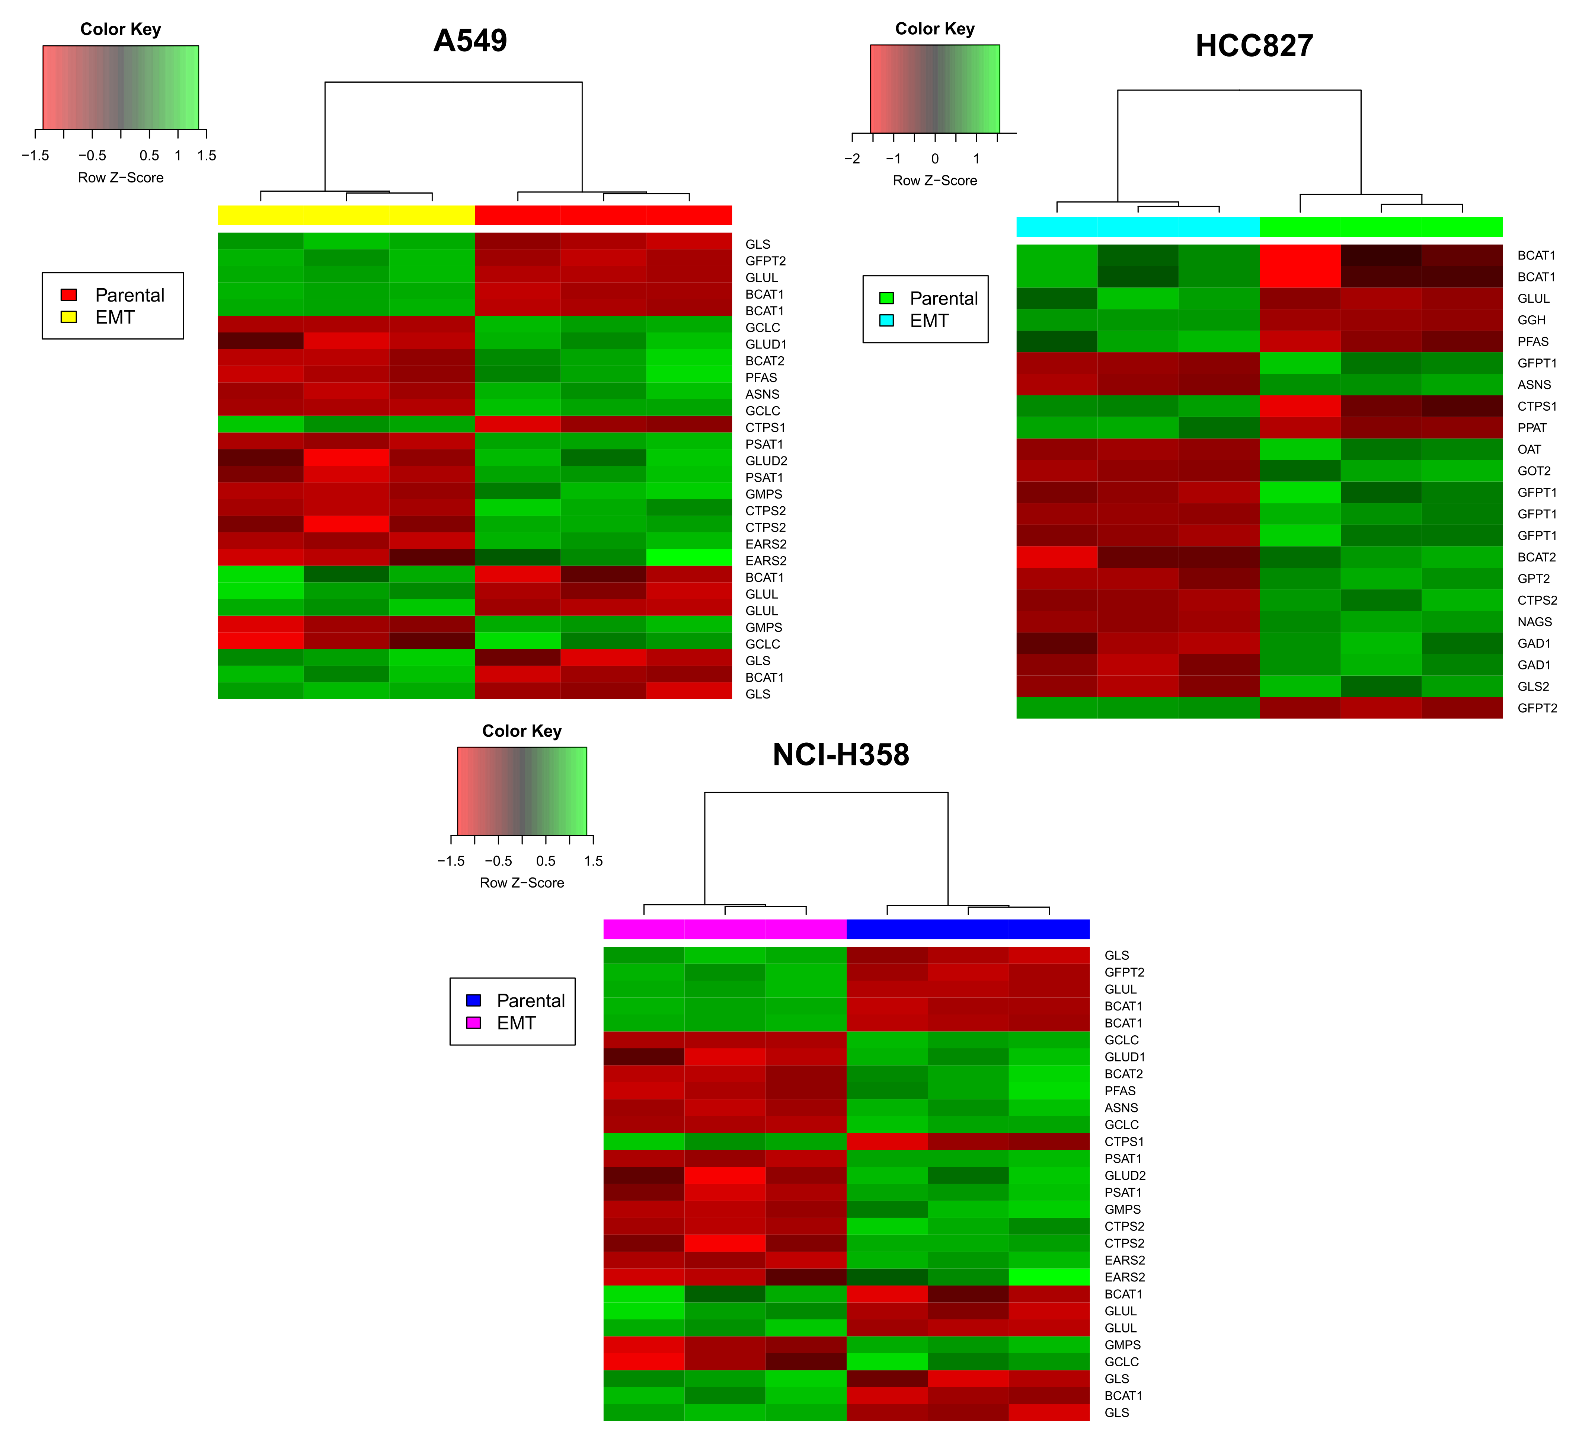 Color Key
A549
−1.5 −0.5 0.5 1 1.5
Row Z−Score
Parental
EMT
GLS
GFPT2
GLUL
BCAT1
BCAT1
GCLC
GLUD1
BCAT2
PFAS
ASNS
GCLC
CTPS1
PSAT1
GLUD2
PSAT1
GMPS
CTPS2
CTPS2
EARS2
EARS2
BCAT1
GLUL
GLUL
GMPS
GCLC
GLS
BCAT1
GLS
Color Key
HCC827
−2 −1 0 1
Row Z−Score
Parental
EMT
BCAT1
BCAT1
GLUL
GGH
PFAS
GFPT1
ASNS
CTPS1
PPAT
OAT
GOT2
GFPT1
GFPT1
GFPT1
BCAT2
GPT2
CTPS2
NAGS
GAD1
GAD1
GLS2
GFPT2
Color Key
NCI-H358
−1.5 −0.5 0.5 1.5
Row Z−Score
Parental
EMT
GLS
GFPT2
GLUL
BCAT1
BCAT1
GCLC
GLUD1
BCAT2
PFAS
ASNS
GCLC
CTPS1
PSAT1
GLUD2
PSAT1
GMPS
CTPS2
CTPS2
EARS2
EARS2
BCAT1
GLUL
GLUL
GMPS
GCLC
GLS
BCAT1
GLS